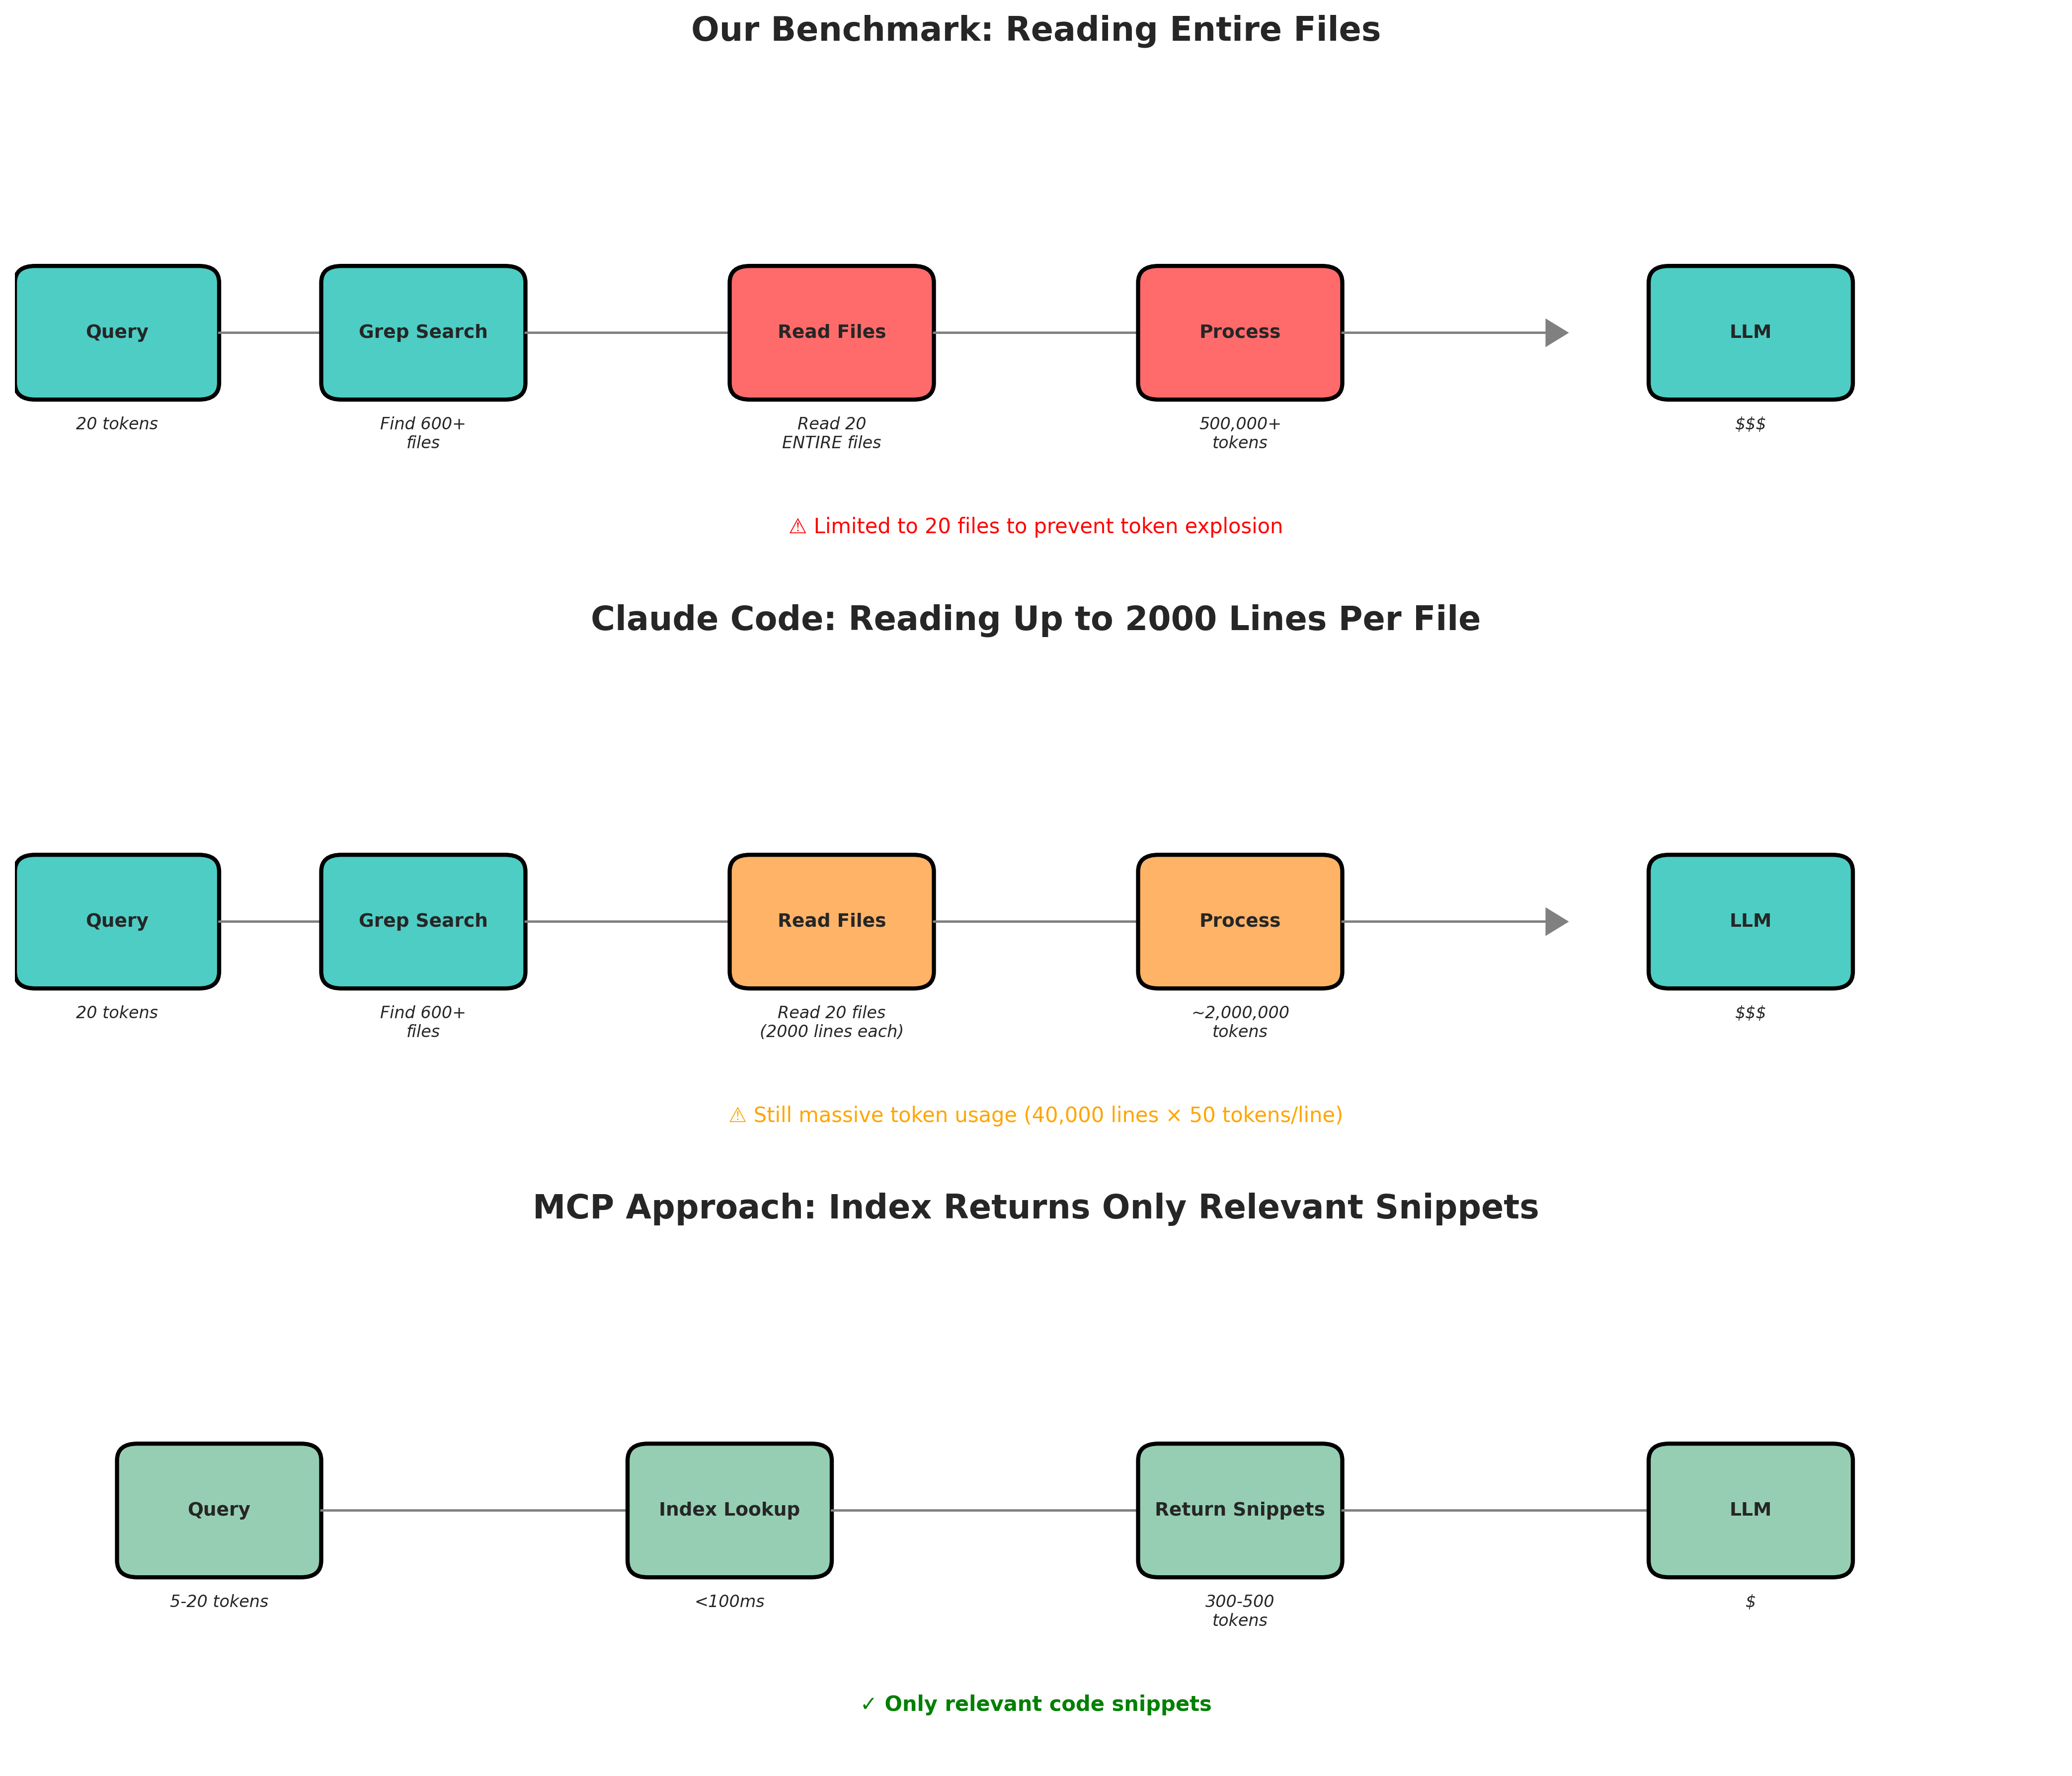 Our Benchmark: Reading Entire Files
Query
Grep Search
Read Files
Process
LLM
20 tokens
Find 600+
files
Read 20
ENTIRE files
500,000+
tokens
$$$
⚠ Limited to 20 files to prevent token explosion
Claude Code: Reading Up to 2000 Lines Per File
Query
Grep Search
Read Files
Process
LLM
20 tokens
Find 600+
files
Read 20 files
(2000 lines each)
~2,000,000
tokens
$$$
⚠ Still massive token usage (40,000 lines × 50 tokens/line)
MCP Approach: Index Returns Only Relevant Snippets
Query
Index Lookup
Return Snippets
LLM
5-20 tokens
<100ms
300-500
tokens
$
✓ Only relevant code snippets